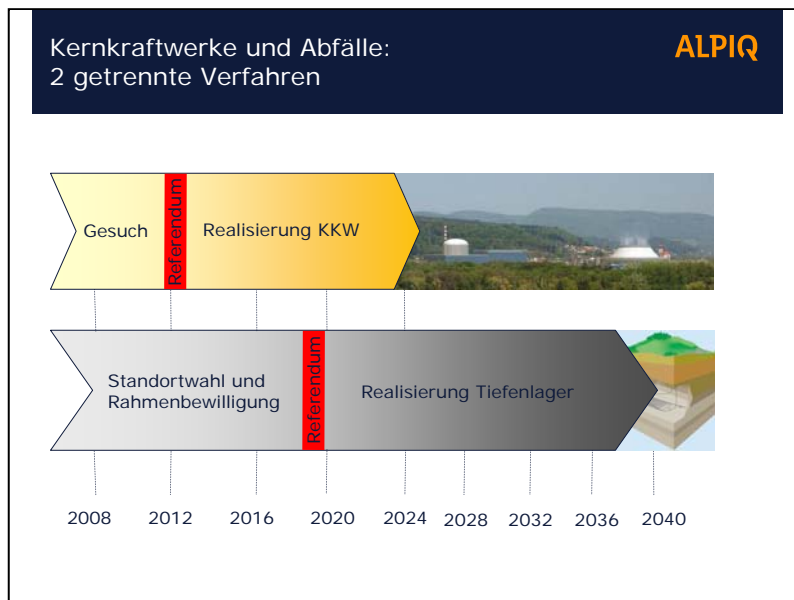 Kernkraftwerke und Abfälle:
2 getrennte Verfahren
ALPIQ
Gesuch
Referendum
Realisierung KKW
Standortwahl und
Rahmenbewilligung
Referendum
Realisierung Tiefenlager
2008 2012 2016 2020 2024 2028 2032 2036 2040